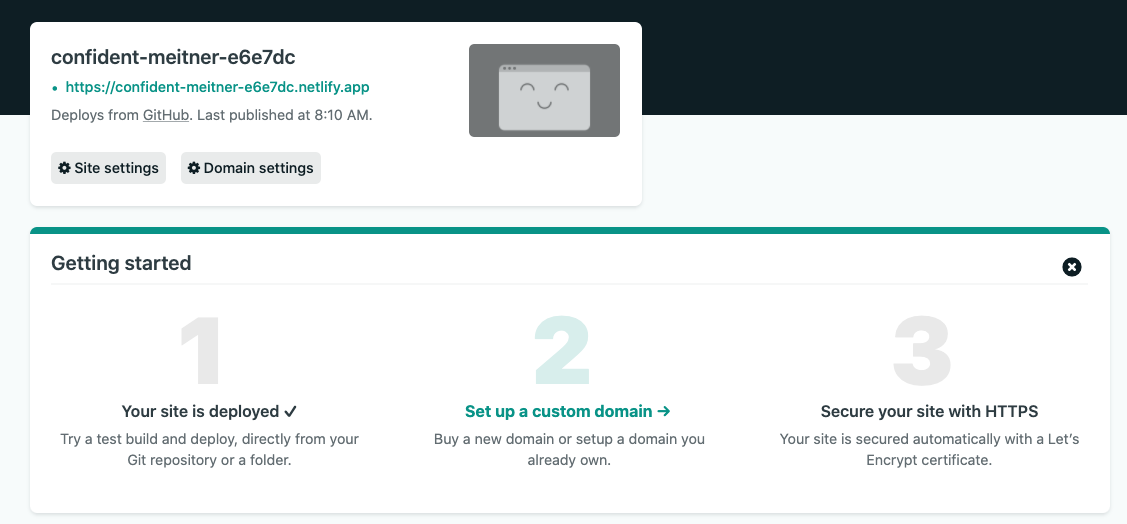 confident-meitner-e6e7dc
• https://confident-meitner-e6e7dc.netlify.app
Deploys from GitHub. Last published at 8:10 AM.
Site settings
Domain settings
Getting started
1
Your site is deployed ✓
Try a test build and deploy, directly from your
Git repository or a folder.
2
Set up a custom domain →
Buy a new domain or setup a domain you
already own.
3
Secure your site with HTTPS
Your site is secured automatically with a Let’s
Encrypt certificate.